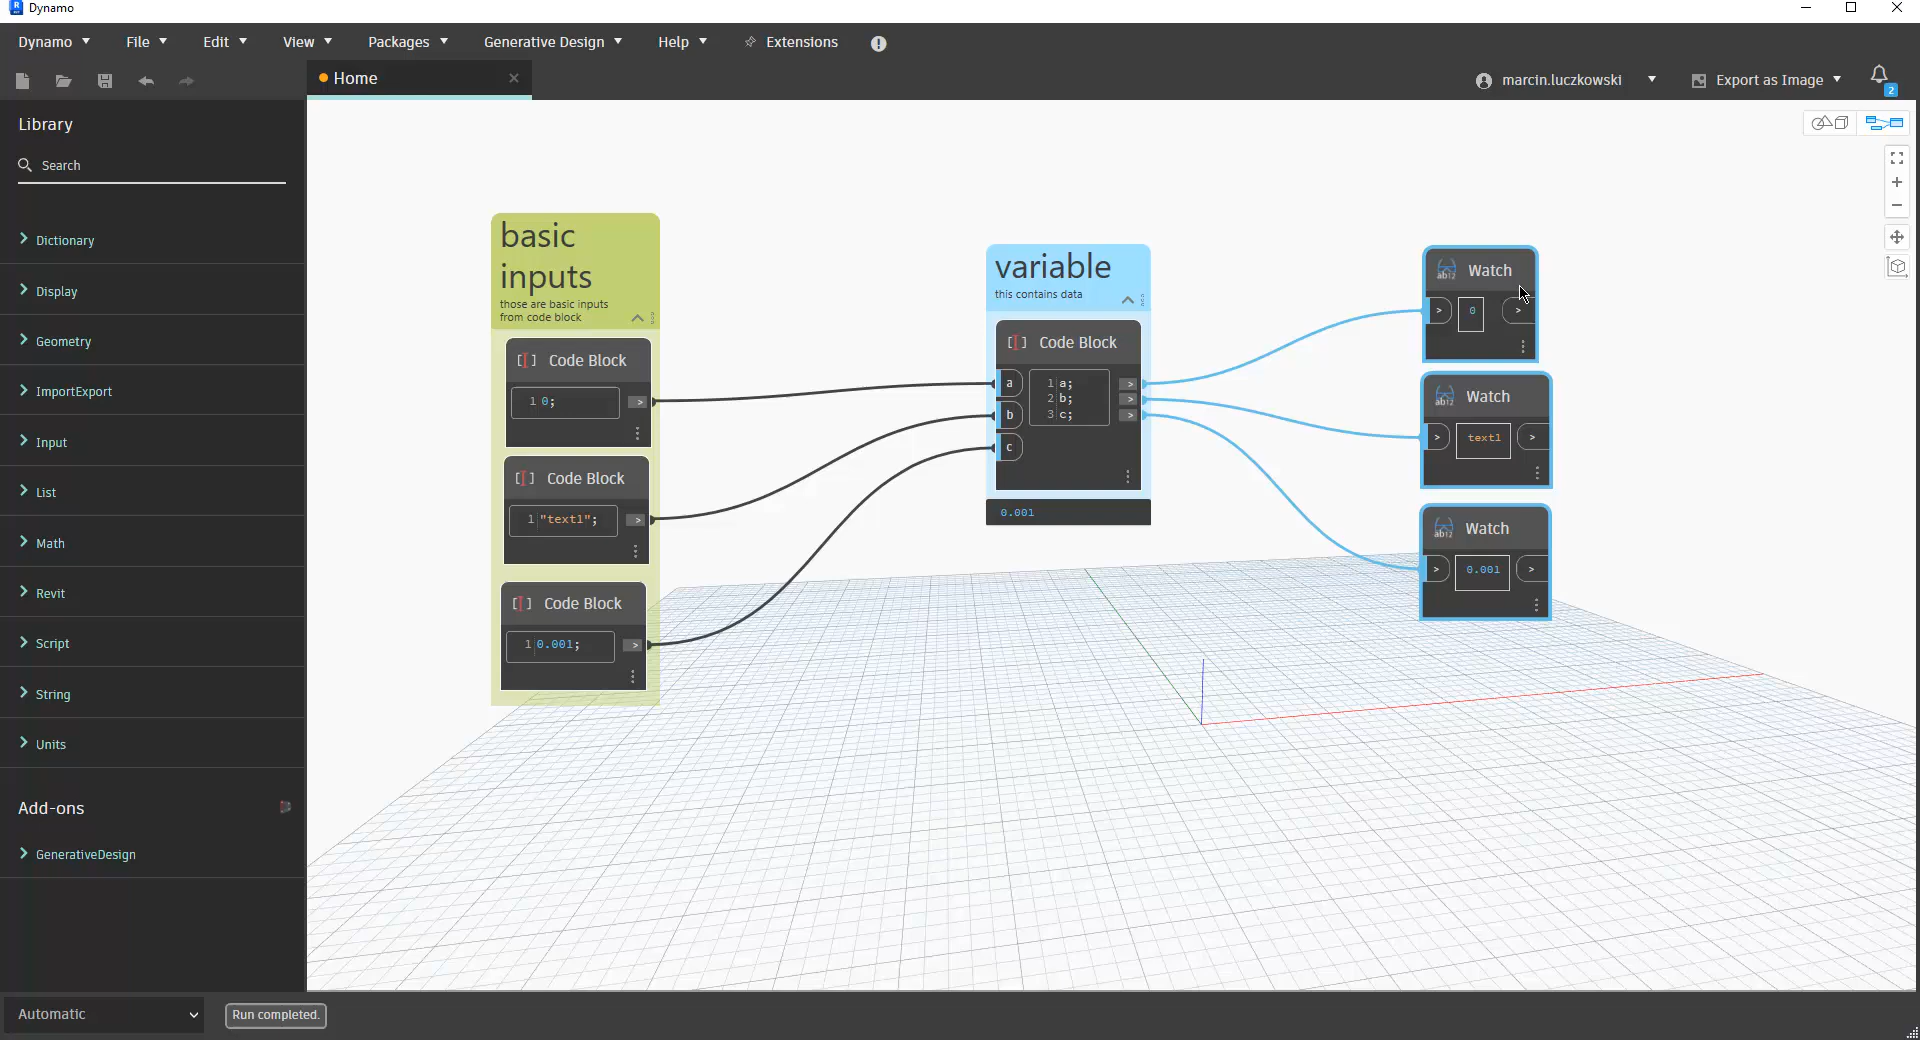 Dynamo
Dynamo File Edit View Packages Generative Design Help Extensions
Home
marcin.luczkowski
Export as Image
2
Library
Search
Dictionary
Display
Geometry
ImportExport
Input
List
Math
Revit
Script
String
Units
Add-ons
GenerativeDesign
basic
inputs
those are basic inputs
from code block
Code Block
1 0; >
Code Block
1 "text1"; >
Code Block
1 0.001; >
variable
this contains data
Code Block
a
b
c
1 a; >
2 b; >
3 c; >
0.001
Watch
> 0 >
Watch
> text1 >
Watch
> 0.001 >
Automatic
Run completed.